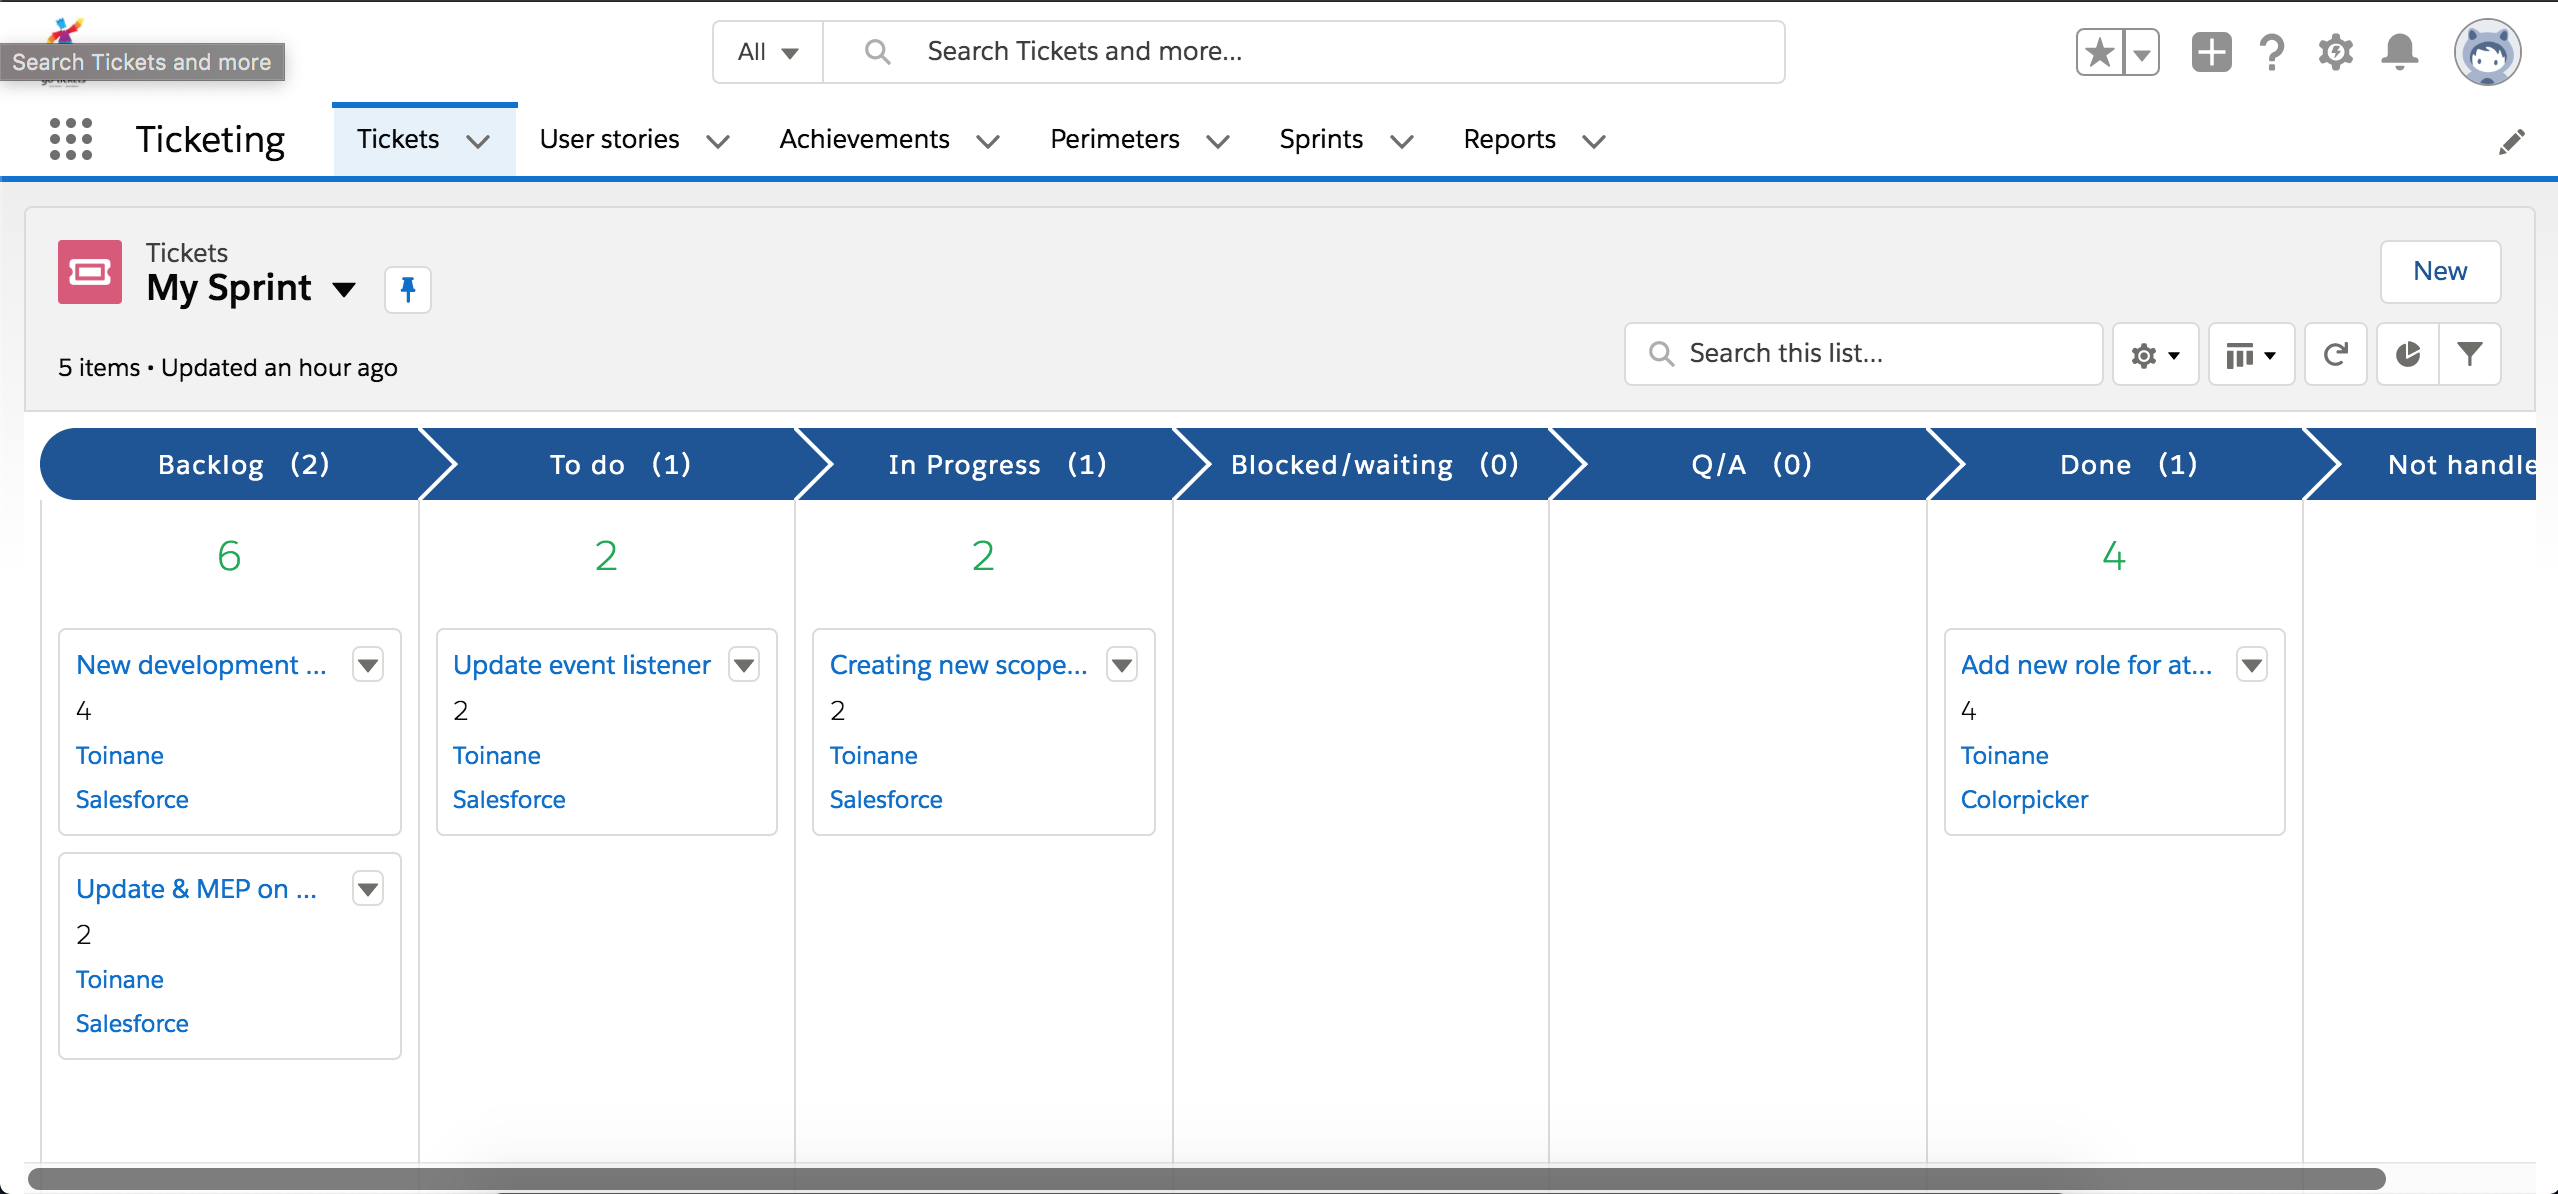 Search Tickets and more
All
Search Tickets and more...
Ticketing
Tickets
User stories
Achievements
Perimeters
Sprints
Reports
Tickets
My Sprint
New
5 items • Updated an hour ago
Search this list...
Backlog (2)
To do (1)
In Progress (1)
Blocked/waiting (0)
Q/A (0)
Done (1)
Not handle
6
2
2
4
New development ...
4
Toinane
Salesforce
Update event listener
2
Toinane
Salesforce
Creating new scope...
2
Toinane
Salesforce
Add new role for at...
4
Toinane
Colorpicker
Update & MEP on ...
2
Toinane
Salesforce